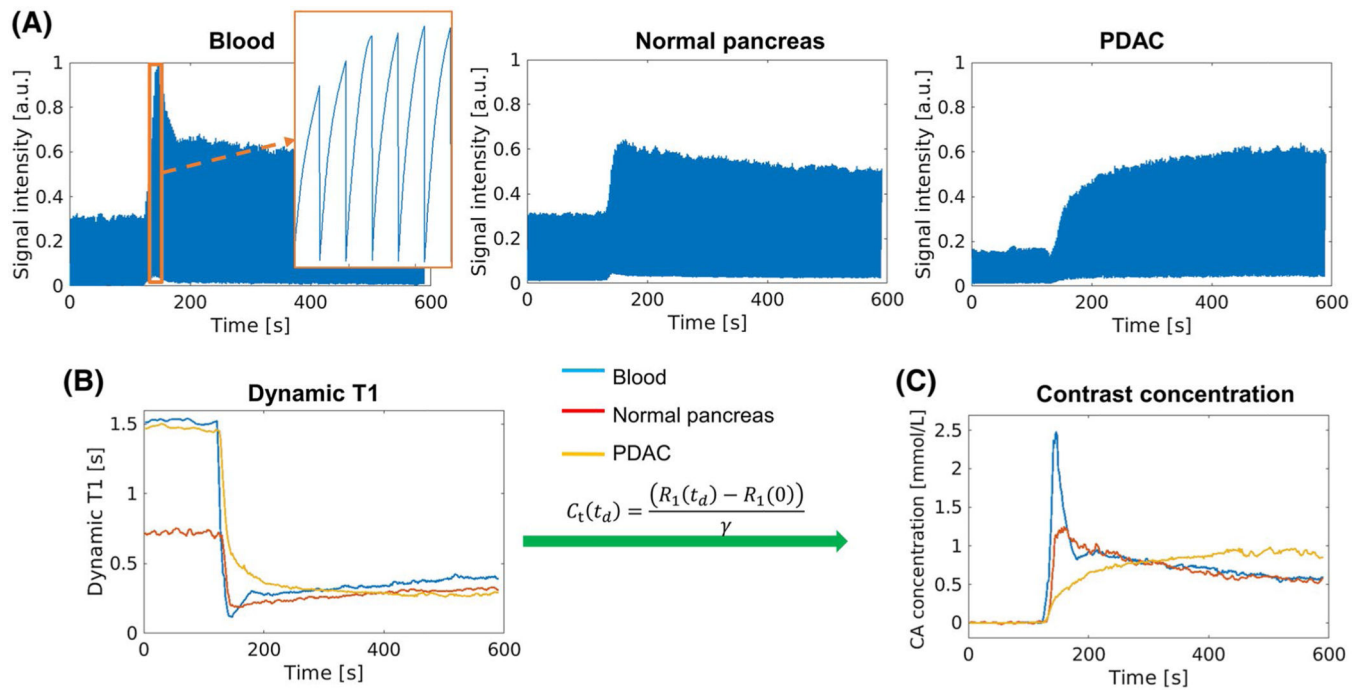 (A)
Blood
Normal pancreas
PDAC
Signal intensity [a.u.]
1
0.8
0.6
0.4
0.2
0
0
200
400
600
Time [s]
Signal intensity [a.u.]
1
0.8
0.6
0.4
0.2
0
0
200
400
600
Time [s]
Signal intensity [a.u.]
1
0.8
0.6
0.4
0.2
0
0
200
400
600
Time [s]
(B)
Dynamic T1
Dynamic T1 [s]
1.5
1
0.5
0
0
200
400
600
Time [s]
Blood
Normal pancreas
PDAC
C_t(t_d) = (R_1(t_d) − R_1(0)) / γ
(C)
Contrast concentration
CA concentration [mmol/L]
2.5
2
1.5
1
0.5
0
0
200
400
600
Time [s]